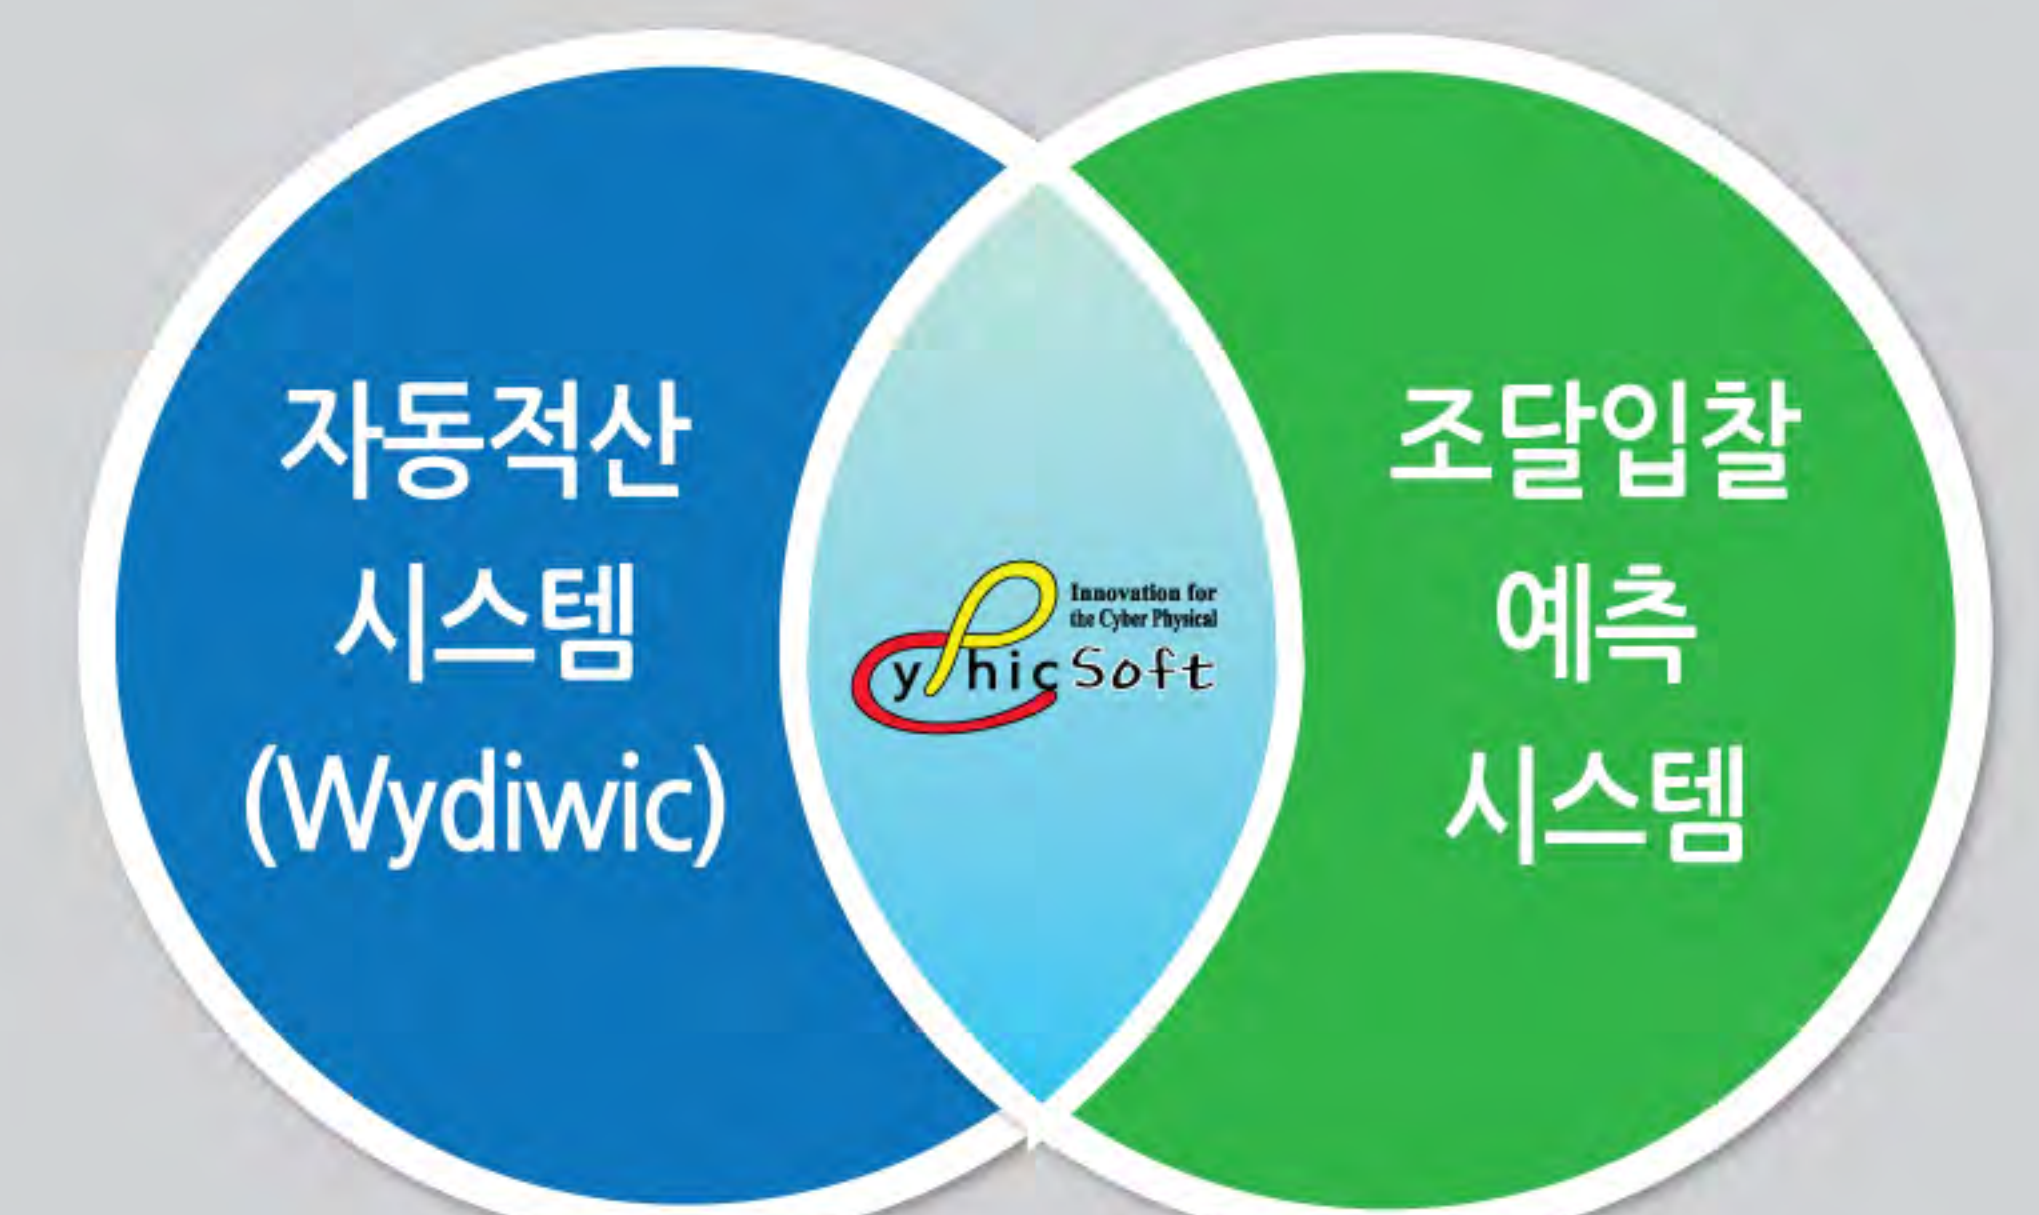 자동적산
시스템
(Wydiwic)
Innovation for
the Cyber Physical
CyPhicSoft
조달입찰
예측
시스템